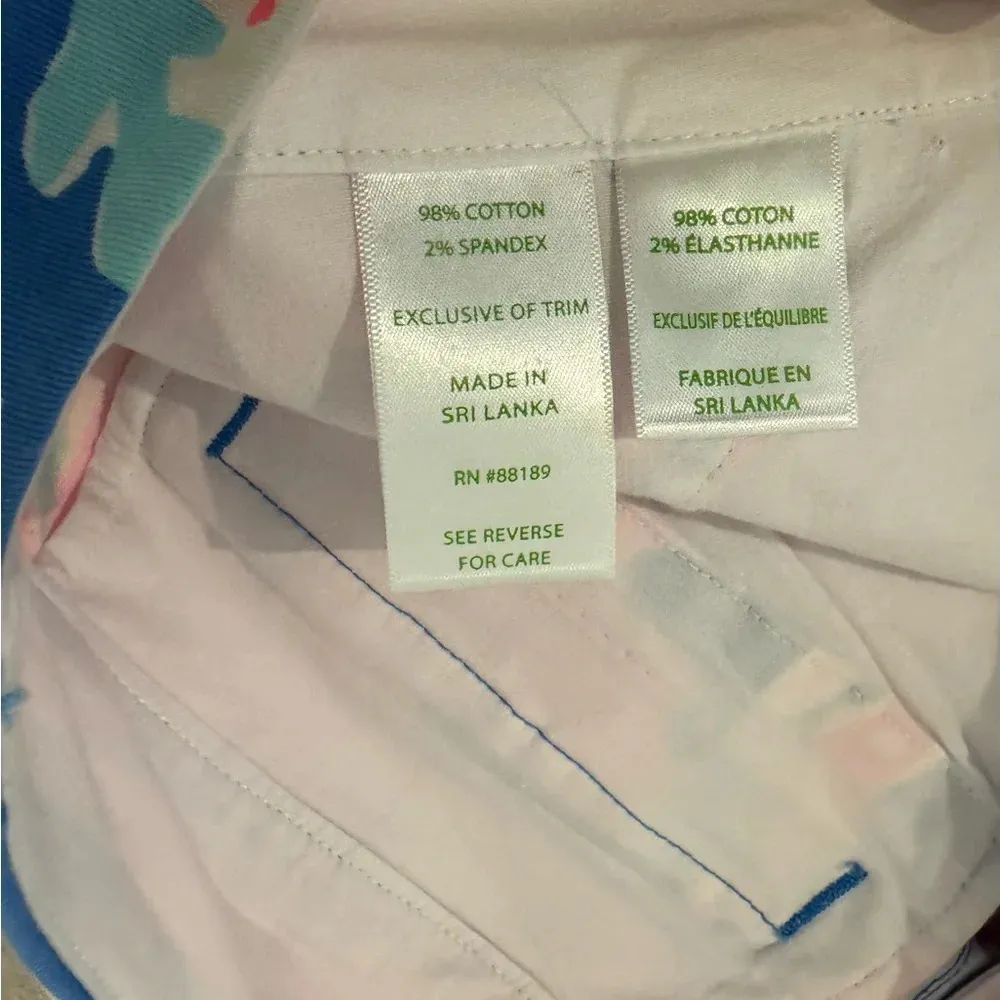 98% COTTON
2% SPANDEX
EXCLUSIVE OF TRIM
MADE IN
SRI LANKA
RN #88189
SEE REVERSE
FOR CARE
98% COTON
2% ÉLASTHANNE
EXCLUSIF DE L'ÉQUILIBRE
FABRIQUE EN
SRI LANKA